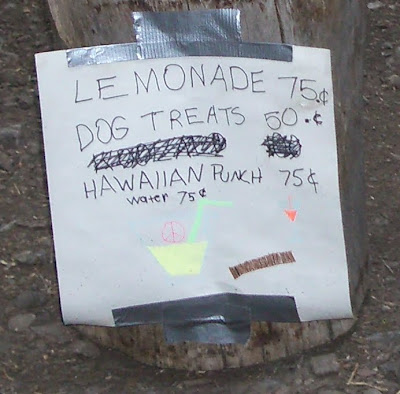 LEMONADE 75.¢
DOG TREATS 50.¢
HAWAIIAN PUNCH 75¢
water 75¢